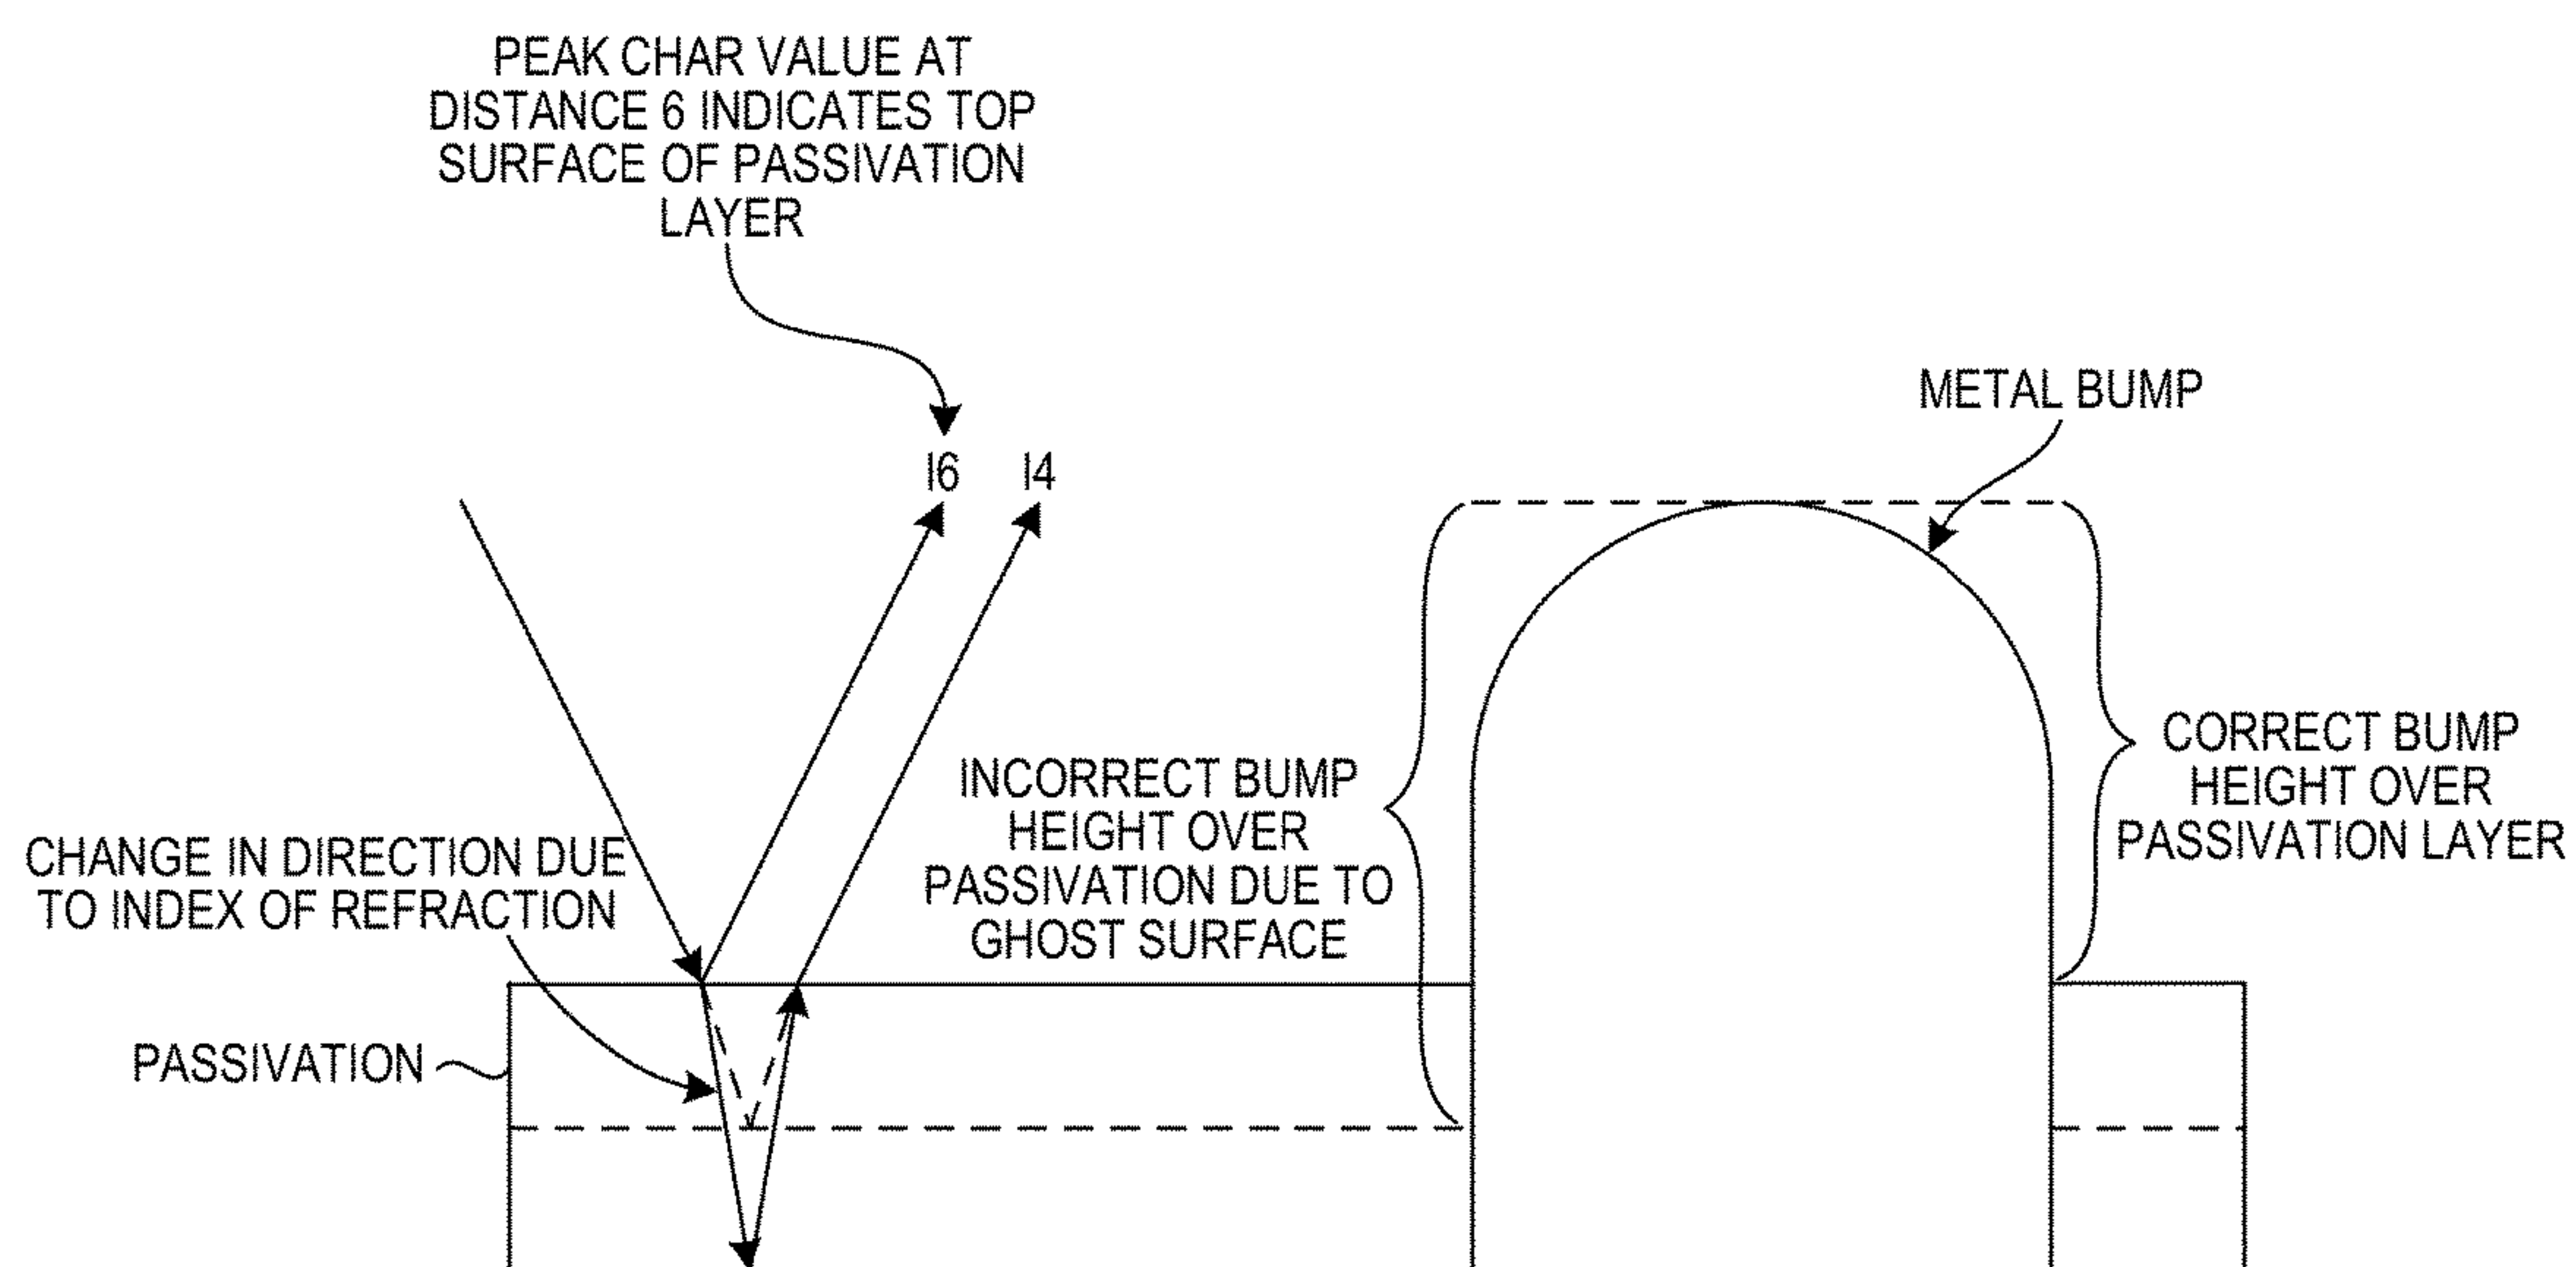 PEAK CHAR VALUE AT
DISTANCE 6 INDICATES TOP
SURFACE OF PASSIVATION
LAYER
METAL BUMP
I6
I4
INCORRECT BUMP
HEIGHT OVER
PASSIVATION DUE TO
GHOST SURFACE
CORRECT BUMP
HEIGHT OVER
PASSIVATION LAYER
CHANGE IN DIRECTION DUE
TO INDEX OF REFRACTION
PASSIVATION